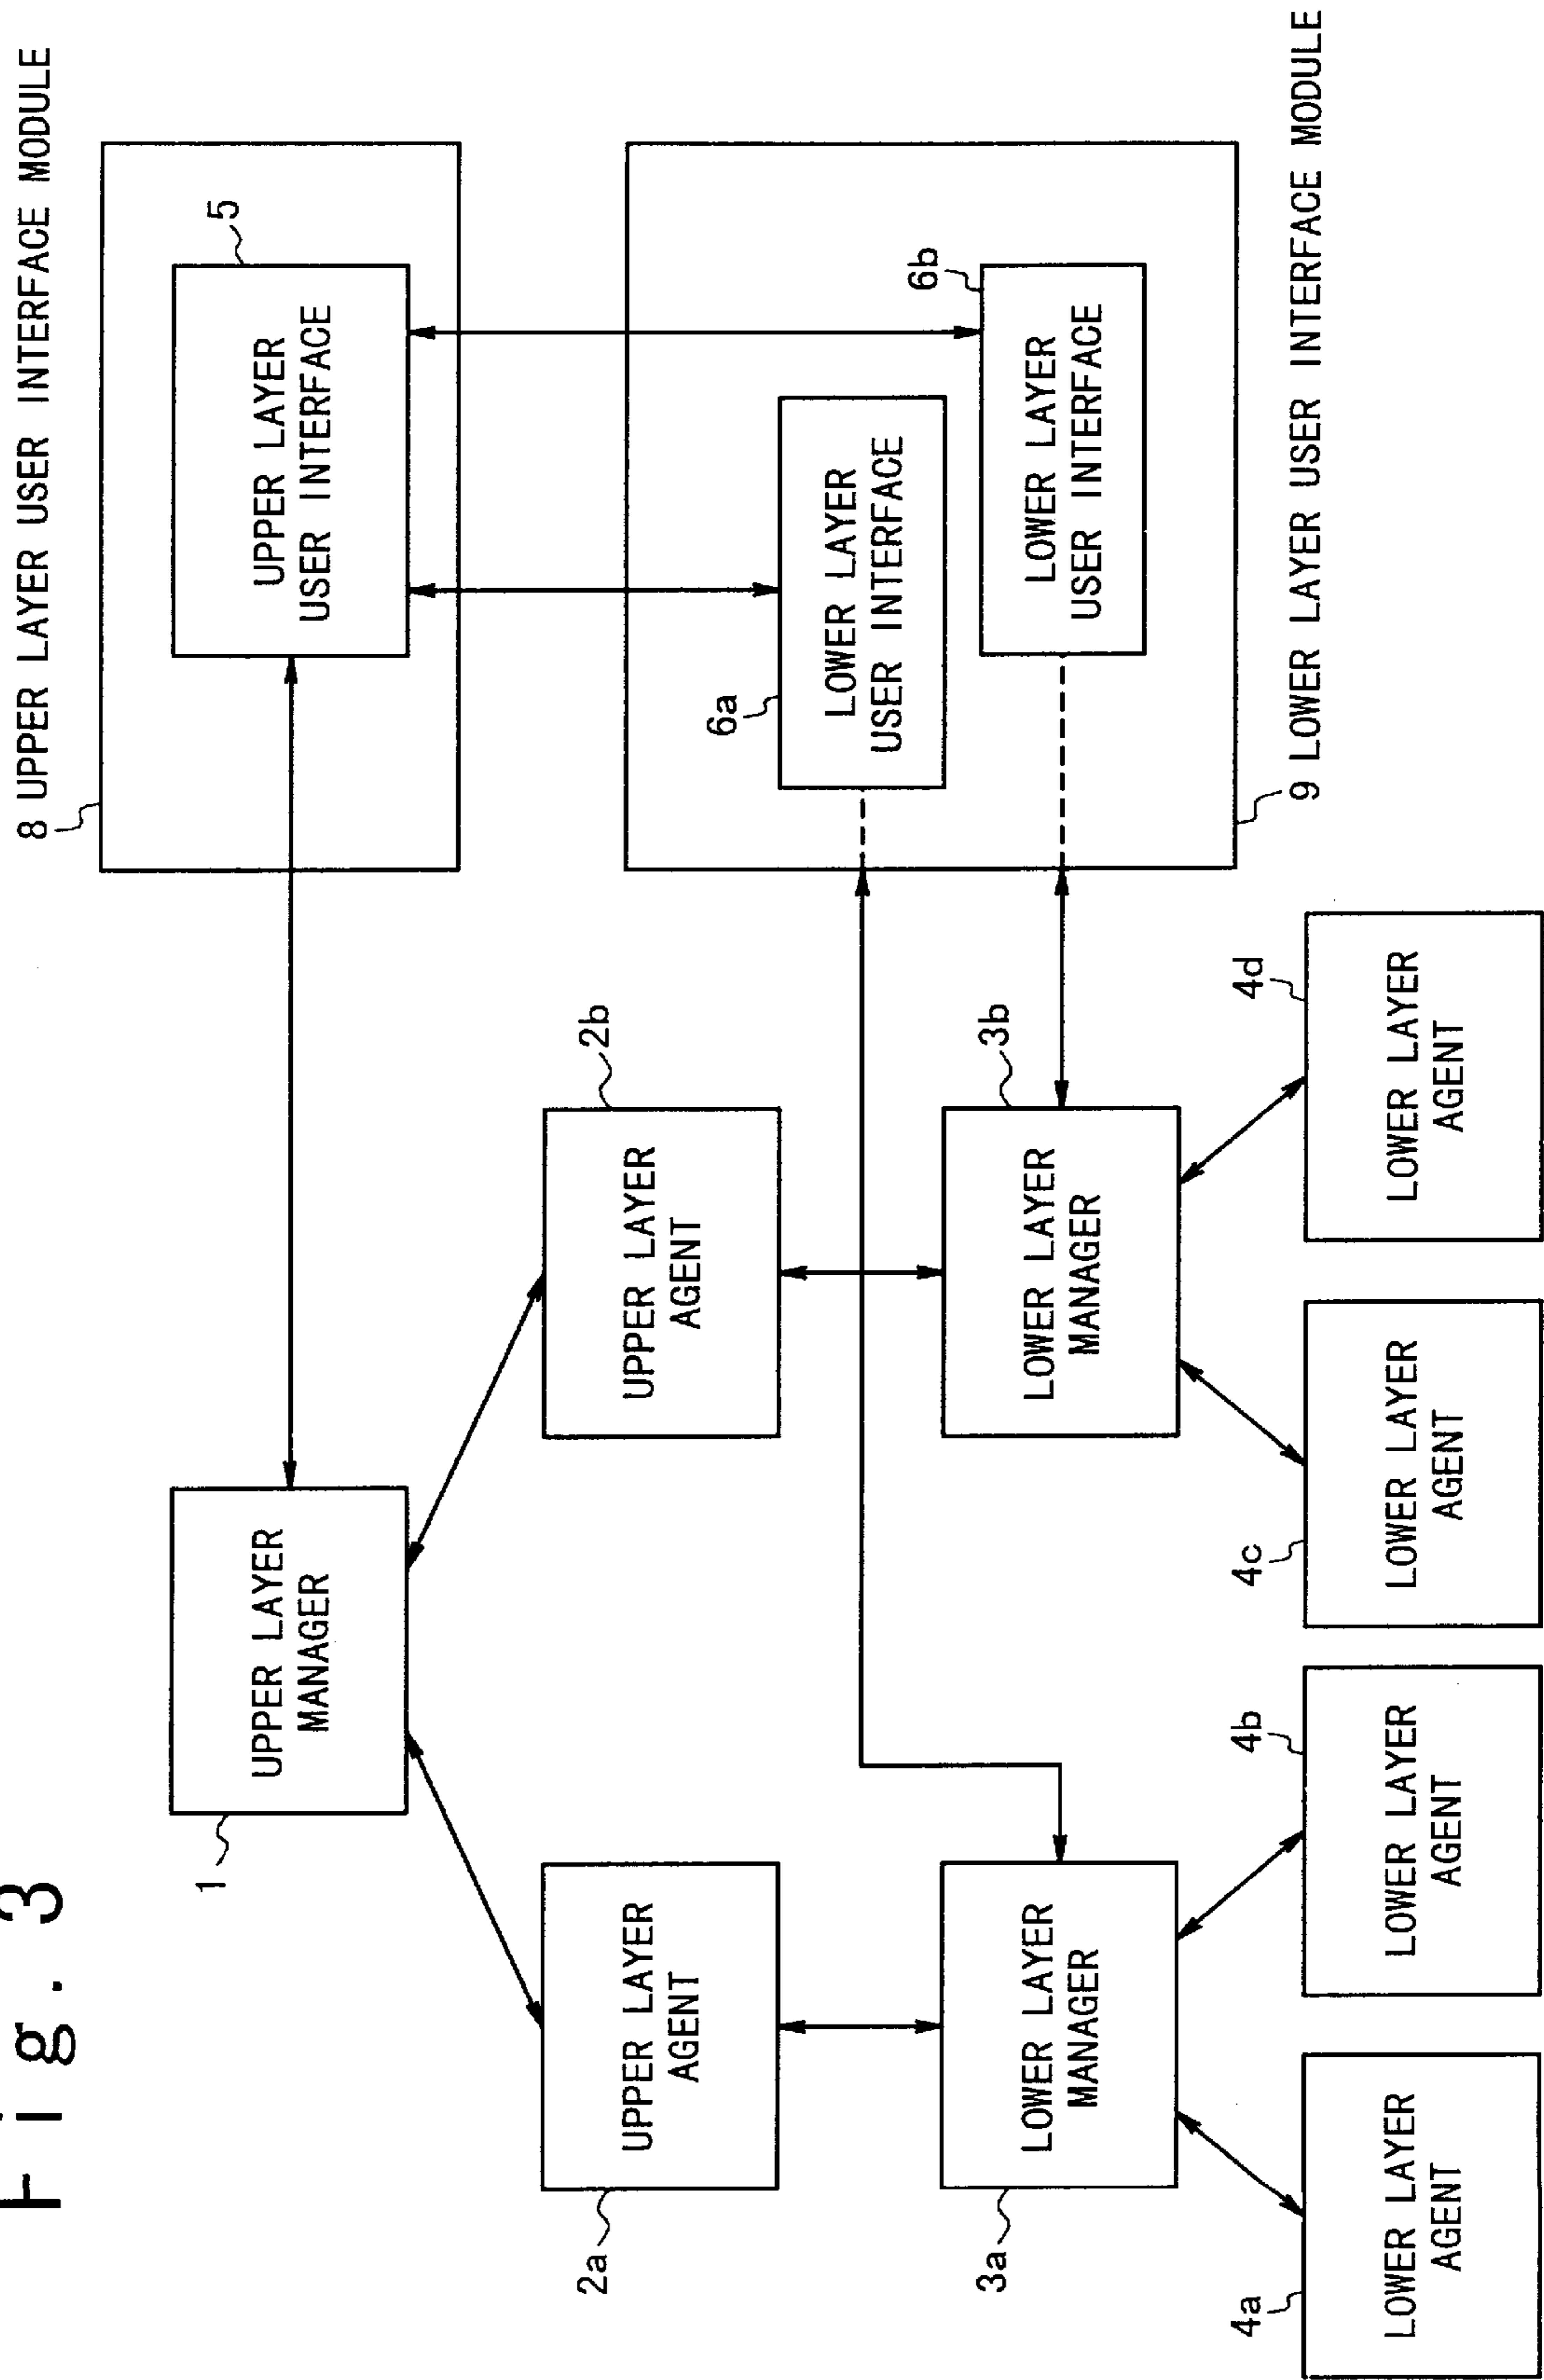 Fig. 3
8 UPPER LAYER USER INTERFACE MODULE
1
UPPER LAYER
MANAGER
5
UPPER LAYER
USER INTERFACE
2a
UPPER LAYER
AGENT
2b
UPPER LAYER
AGENT
6a
LOWER LAYER
USER INTERFACE
6b
LOWER LAYER
USER INTERFACE
3a
LOWER LAYER
MANAGER
3b
LOWER LAYER
MANAGER
9 LOWER LAYER USER INTERFACE MODULE
4a
LOWER LAYER
AGENT
4b
LOWER LAYER
AGENT
4c
LOWER LAYER
AGENT
4d
LOWER LAYER
AGENT